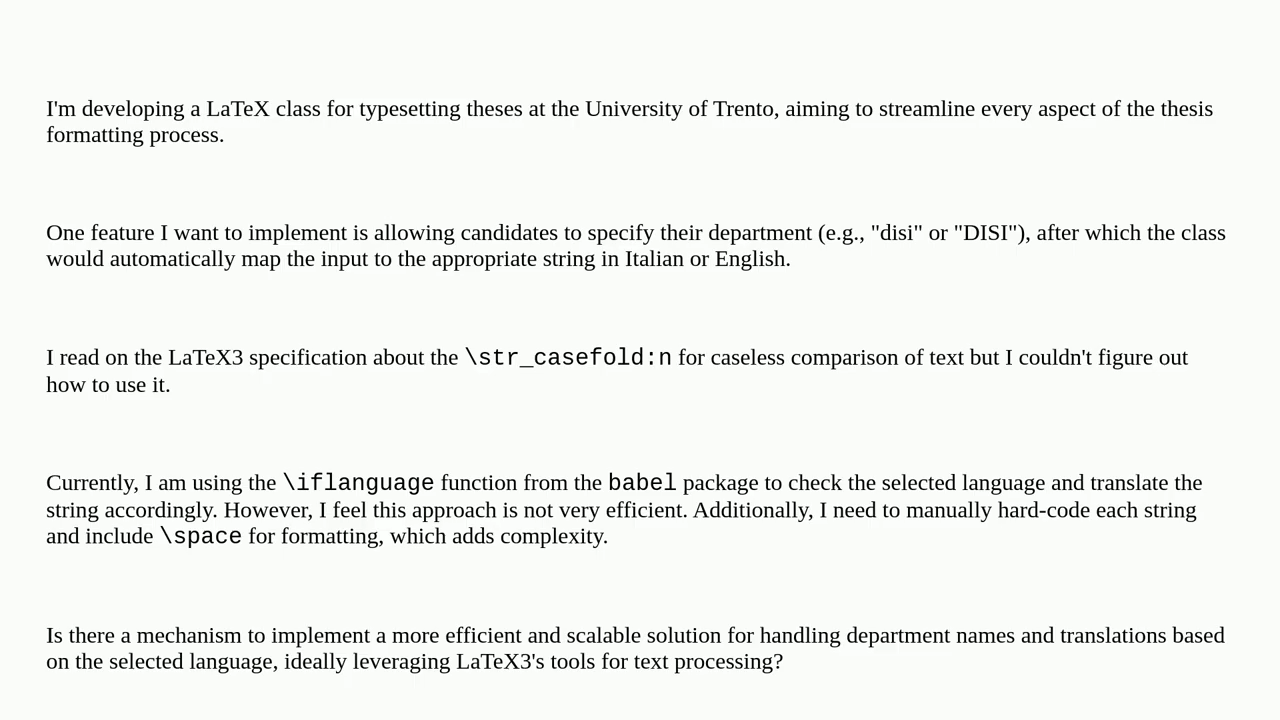 I'm developing a LaTeX class for typesetting theses at the University of Trento, aiming to streamline every aspect of the thesis
formatting process.
One feature I want to implement is allowing candidates to specify their department (e.g., "disi" or "DISI"), after which the class
would automatically map the input to the appropriate string in Italian or English.
I read on the LaTeX3 specification about the \str_casefold:n for caseless comparison of text but I couldn't figure out
how to use it.
Currently, I am using the \iflanguage function from the babel package to check the selected language and translate the
string accordingly. However, I feel this approach is not very efficient. Additionally, I need to manually hard-code each string
and include \space for formatting, which adds complexity.
Is there a mechanism to implement a more efficient and scalable solution for handling department names and translations based
on the selected language, ideally leveraging LaTeX3's tools for text processing?